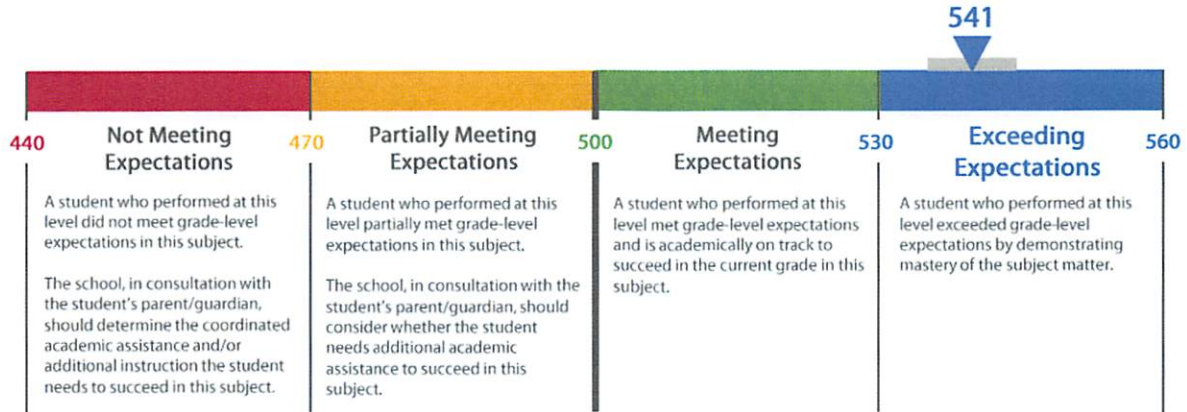 541
440
Not Meeting
Expectations
A student who performed at this
level did not meet grade-level
expectations in this subject.
The school, in consultation with
the student's parent/guardian,
should determine the coordinated
academic assistance and/or
additional instruction the student
needs to succeed in this subject.
470
Partially Meeting
Expectations
A student who performed at this
level partially met grade-level
expectations in this subject.
The school, in consultation with the
student's parent/guardian, should
consider whether the student
needs additional academic
assistance to succeed in this
subject.
500
Meeting
Expectations
A student who performed at this
level met grade-level expectations
and is academically on track to
succeed in the current grade in this
subject.
530
Exceeding
Expectations
A student who performed at this
level exceeded grade-level
expectations by demonstrating
mastery of the subject matter.
560